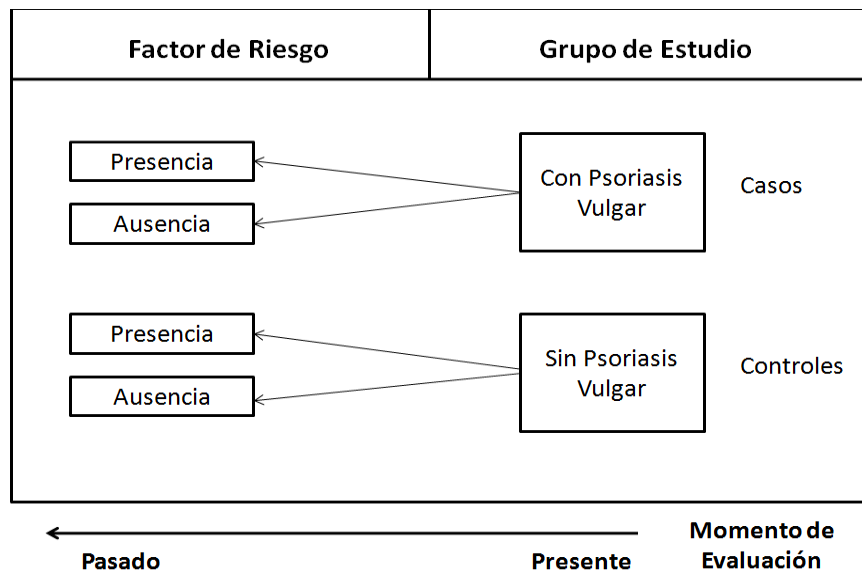 Factor de Riesgo
Grupo de Estudio
Presencia
Ausencia
Con Psoriasis
Vulgar
Casos
Presencia
Ausencia
Sin Psoriasis
Vulgar
Controles
Pasado
Presente
Momento de
Evaluación